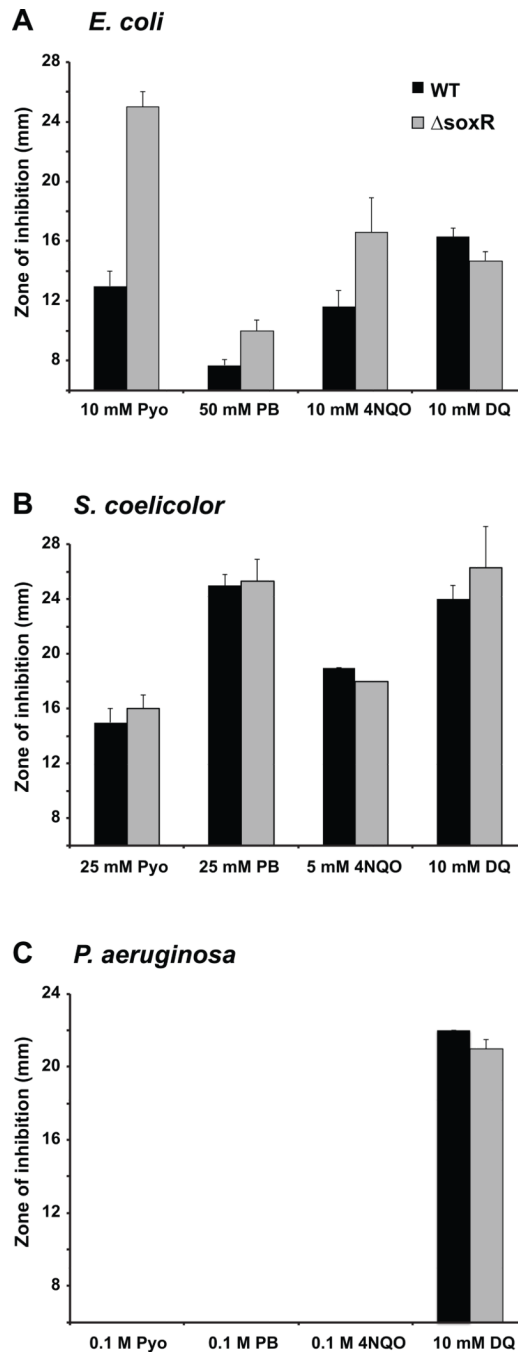 A E. coli
28
24
20
16
12
8
Zone of inhibition (mm)
WT
ΔsoxR
10 mM Pyo 50 mM PB 10 mM 4NQO 10 mM DQ
B S. coelicolor
28
24
20
16
12
8
Zone of inhibition (mm)
25 mM Pyo 25 mM PB 5 mM 4NQO 10 mM DQ
C P. aeruginosa
24
20
16
12
8
Zone of inhibition (mm)
0.1 M Pyo 0.1 M PB 0.1 M 4NQO 10 mM DQ